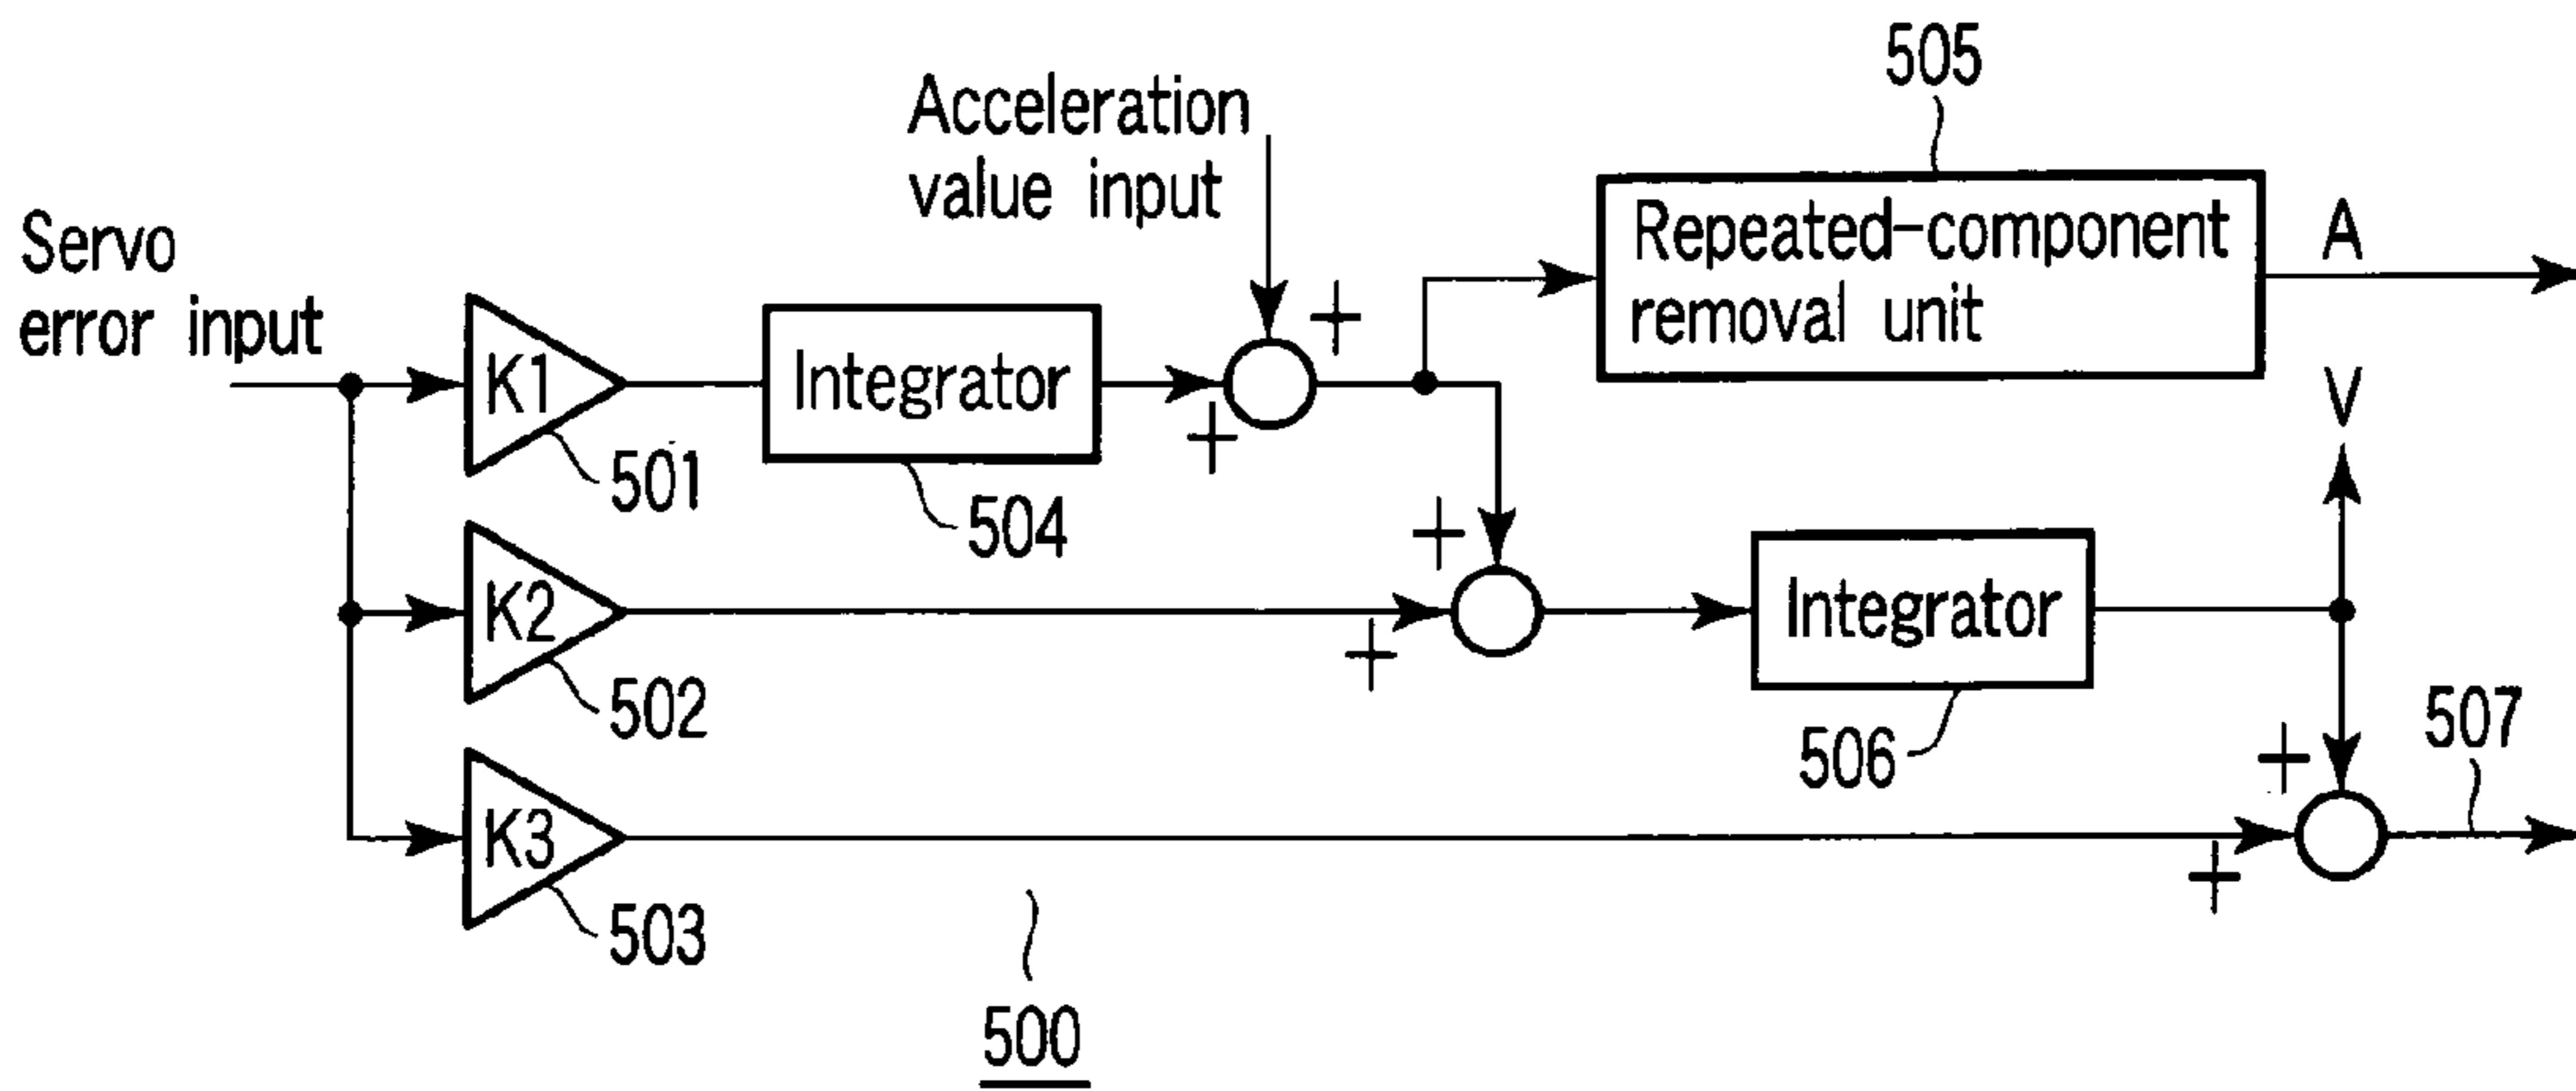 505
Acceleration
value input
+
Servo
error input
Repeated-component
removal unit
A
V
K1
Integrator
+
501
504
+
K2
Integrator
+
502
506
507
+
K3
+
503
500